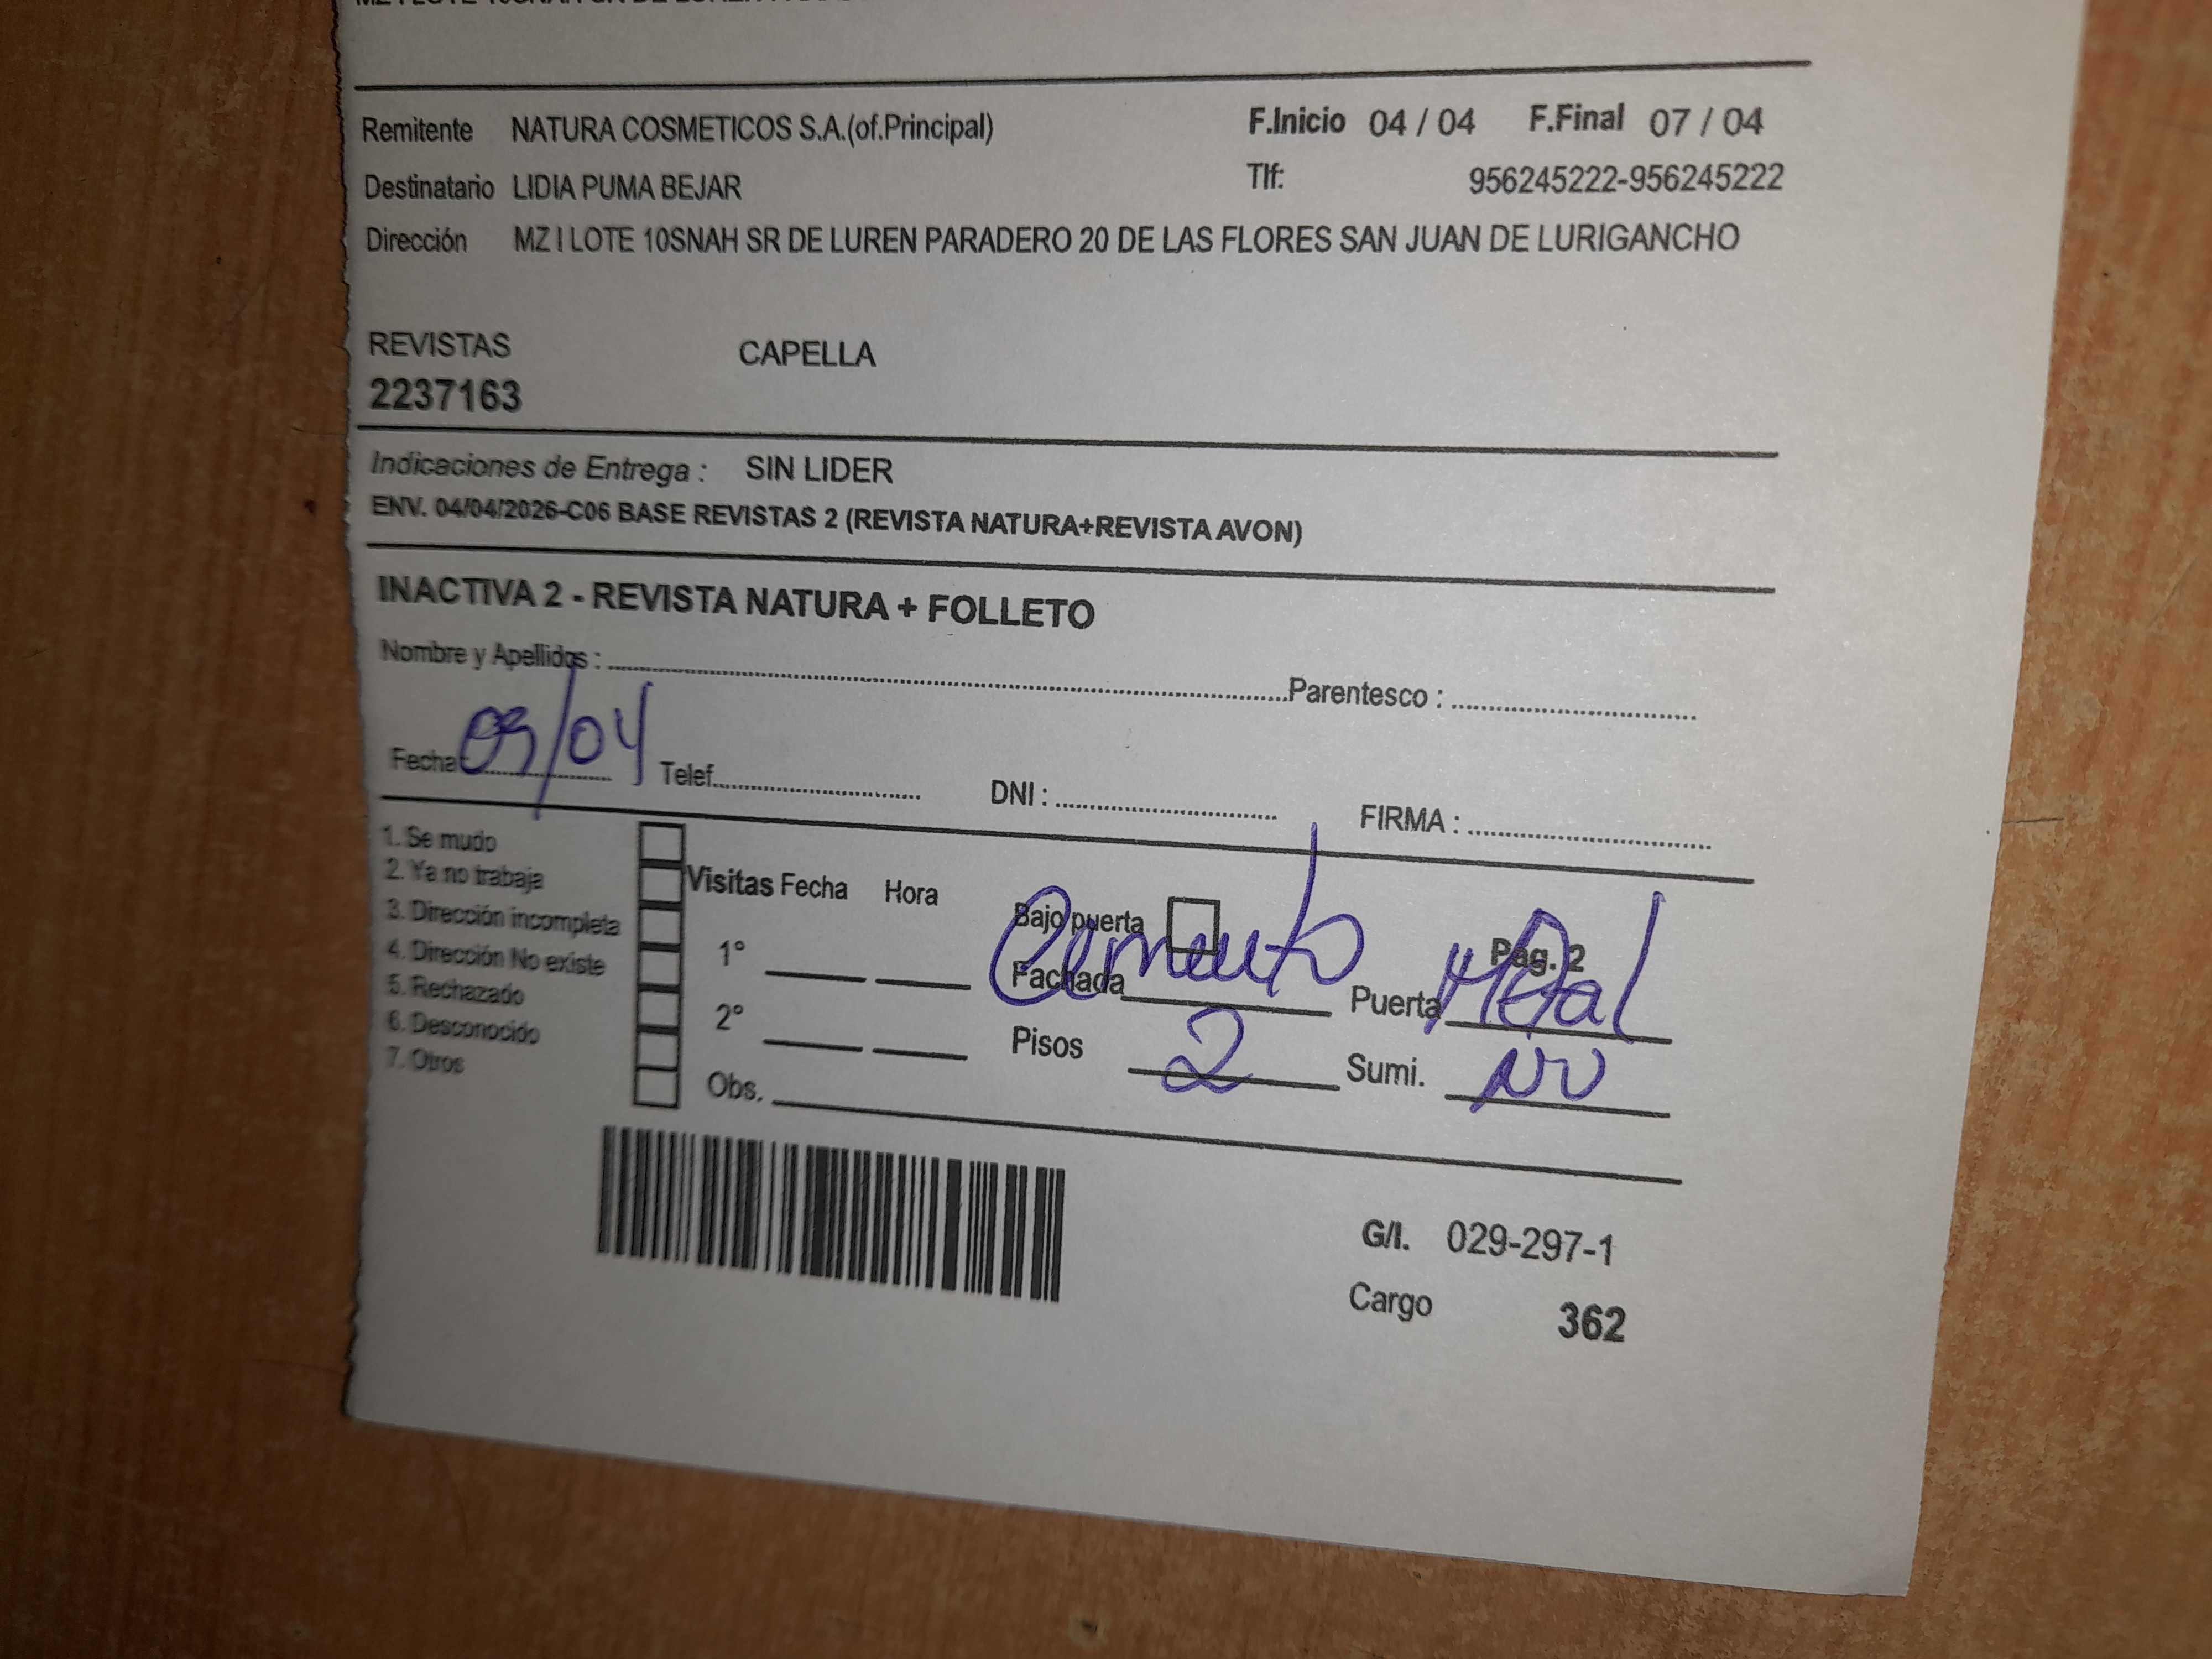 Remitente NATURA COSMETICOS S.A.(of.Principal) F.Inicio 04 / 04 F.Final 07 / 04
Destinatario LIDIA PUMA BEJAR Tlf: 956245222-956245222
Dirección MZ I LOTE 10SNAH SR DE LUREN PARADERO 20 DE LAS FLORES SAN JUAN DE LURIGANCHO
REVISTAS CAPELLA
2237163
Indicaciones de Entrega : SIN LIDER
ENV. 04/04/2026-C06 BASE REVISTAS 2 (REVISTA NATURA+REVISTA AVON)
INACTIVA 2 - REVISTA NATURA + FOLLETO
Nombre y Apellidos : Parentesco :
Fecha /04 Telef. DNI : FIRMA :
1. Se mudo
2. Ya no trabaja
3. Dirección incompleta
4. Dirección No existe
5. Rechazado
6. Desconocido
7. Otros
Visitas Fecha Hora
1°
2°
Obs.
Bajo puerta Pág. 2
Fachada Cemento Puerta Metal
Pisos 2 Sumi. NO
G/I. 029-297-1
Cargo 362